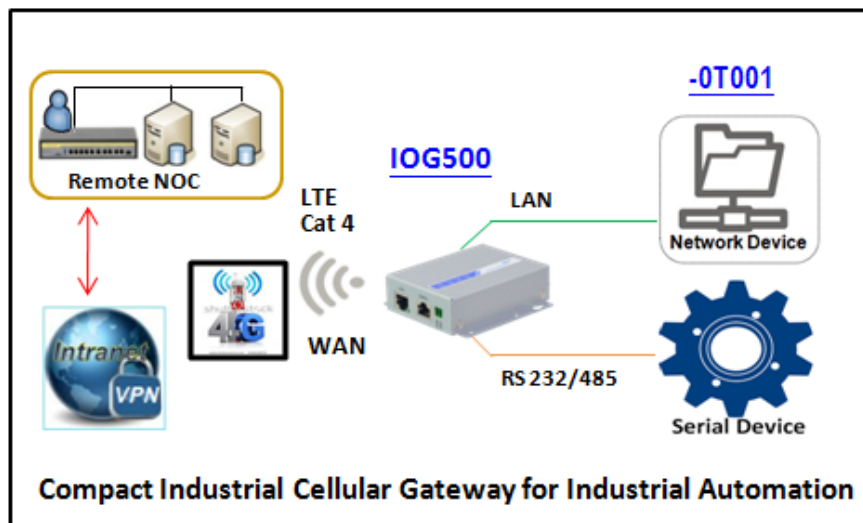 -0T001
Remote NOC
IOG500
LTE
Cat 4
LAN
Network Device
Intranet
VPN
4G
WAN
RS 232/485
Serial Device
Compact Industrial Cellular Gateway for Industrial Automation